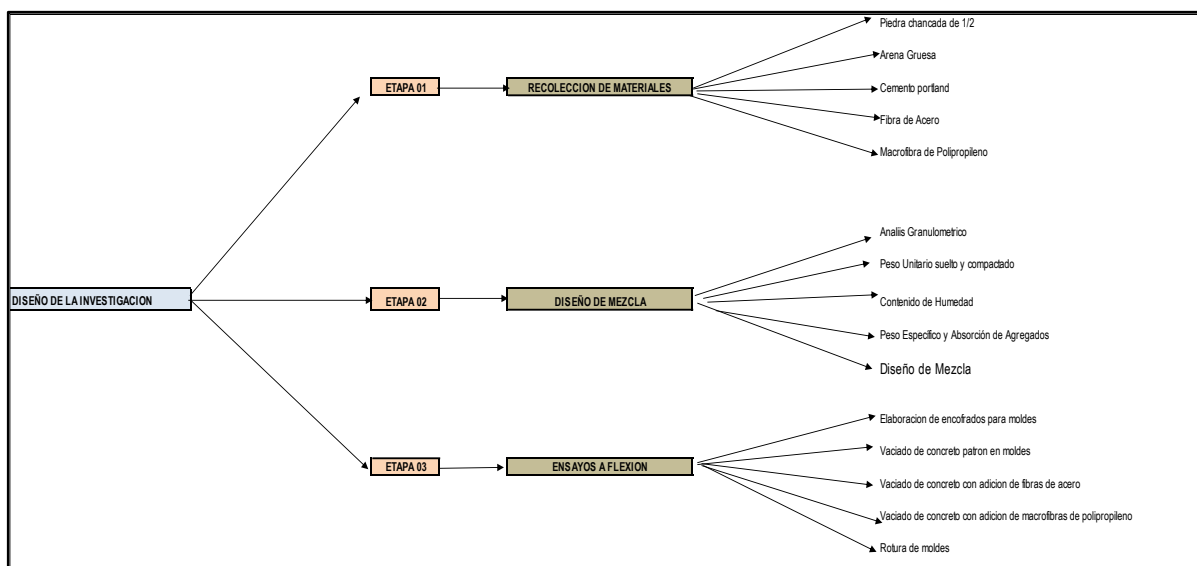 DISEÑO DE LA INVESTIGACION
ETAPA 01
RECOLECCION DE MATERIALES
Piedra chancada de 1/2
Arena Gruesa
Cemento portland
Fibra de Acero
Macrofibra de Polipropileno
ETAPA 02
DISEÑO DE MEZCLA
Analiis Granulometrico
Peso Unitario suelto y compactado
Contenido de Humedad
Peso Específico y Absorción de Agregados
Diseño de Mezcla
ETAPA 03
ENSAYOS A FLEXION
Elaboracion de encofrados para moldes
Vaciado de concreto patron en moldes
Vaciado de concreto con adicion de fibras de acero
Vaciado de concreto con adicion de macrofibras de polipropileno
Rotura de moldes